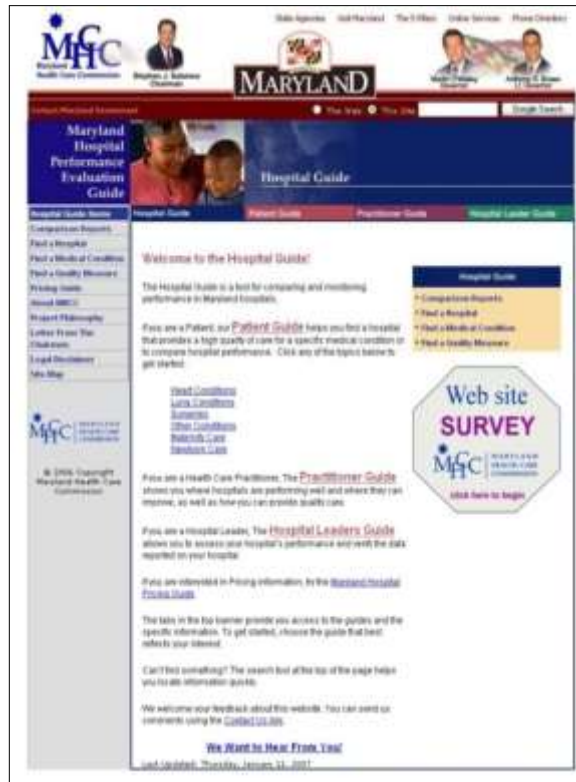 State Agencies Visit Maryland Online Services Phone Directory
MHCC
Maryland
Health Care Commission
Chairman
MARYLAND
Governor
Lt. Governor
This Site
Google Search
Maryland
Hospital
Performance
Evaluation
Guide
Hospital Guide
Hospital Guide Home
Hospital Guide
Patient Guide
Practitioner Guide
Hospital Leader Guide
Comparison Reports
Find a Hospital
Find a Medical Condition
Find a Quality Measure
Pricing Guide
About MHCC
Project Philosophy
Letter From The
Chairman
Legal Disclaimer
Site Map
MHCC MARYLAND
HEALTH CARE
COMMISSION
© 2006 Copyright
Maryland Health Care
Commission
Welcome to the Hospital Guide!
The Hospital Guide is a tool for comparing and monitoring
performance in Maryland hospitals.
If you are a Patient, our Patient Guide helps you find a hospital
that provides a high quality of care for a specific medical condition or
to compare hospital performance. Click any of the topics below to
get started.
Heart Conditions
Lung Conditions
Surgeries
Other Conditions
Maternity Care
Newborn Care
If you are a Health Care Practitioner, The Practitioner Guide
shows you where hospitals are performing well and where they can
improve, as well as how you can provide quality care.
If you are a Hospital Leader, The Hospital Leaders Guide
allows you to access your hospital's performance and verify the data
reported on your hospital.
If you are interested in Pricing information, try the Maryland Hospital
Pricing Guide.
The tabs in the top banner provide you access to the guides and the
specific information. To get started, choose the guide that best
reflects your interest.
Can't find something? The search tool at the top of the page helps
you locate information quickly.
We welcome your feedback about this website. You can send us
comments using the Contact Us link.
We Want to Hear From You!
Last Updated: Thursday, January 11, 2007
Hospital Guide
Comparison Reports
Find a Hospital
Find a Medical Condition
Find a Quality Measure
Web site
SURVEY
MHCC MARYLAND
HEALTH CARE
COMMISSION
click here to begin